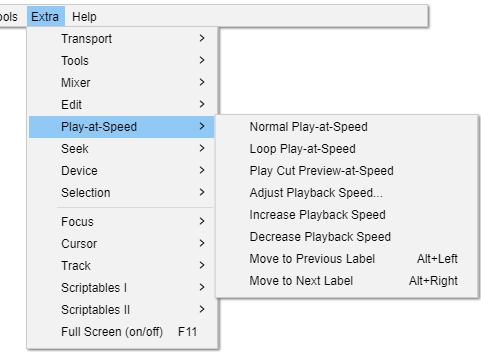 ools Extra Help
Transport
Tools
Mixer
Edit
Play-at-Speed
Seek
Device
Selection
Focus
Cursor
Track
Scriptables I
Scriptables II
Full Screen (on/off) F11
Normal Play-at-Speed
Loop Play-at-Speed
Play Cut Preview-at-Speed
Adjust Playback Speed...
Increase Playback Speed
Decrease Playback Speed
Move to Previous Label Alt+Left
Move to Next Label Alt+Right